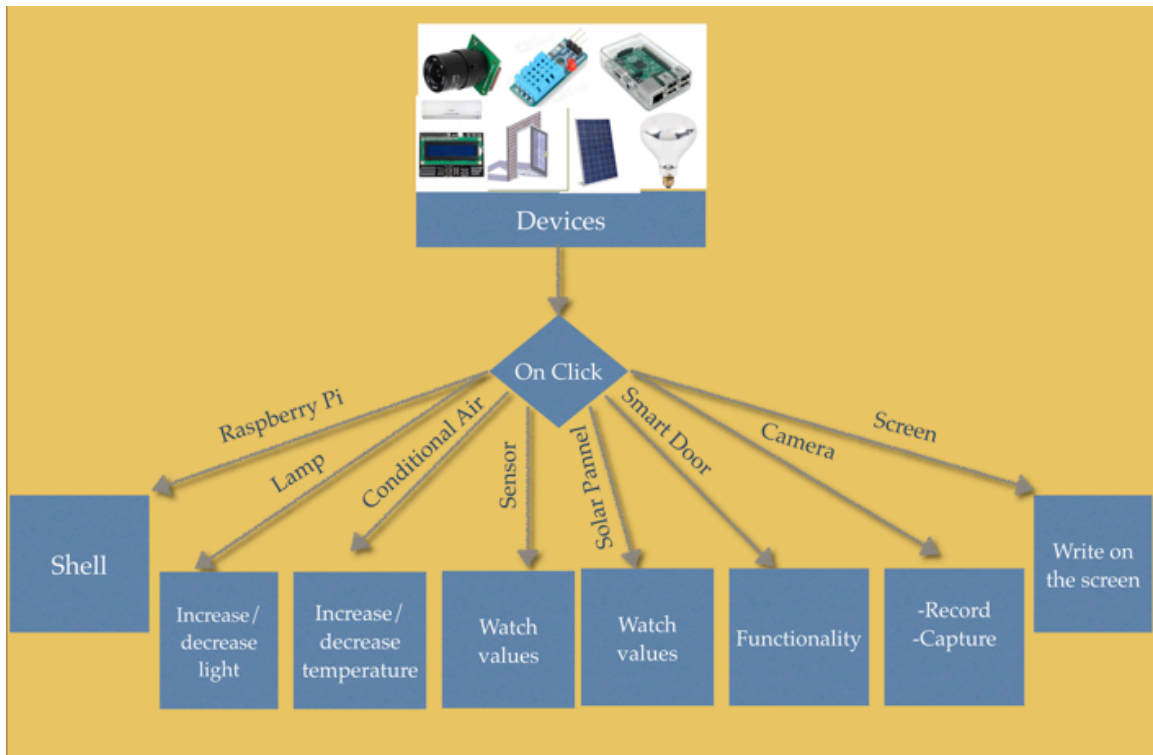 Devices
On Click
Raspberry Pi
Lamp
Conditional Air
Sensor
Solar Pannel
Smart Door
Camera
Screen
Shell
Increase/
decrease
light
Increase/
decrease
temperature
Watch
values
Watch
values
Functionality
-Record
-Capture
Write on
the screen